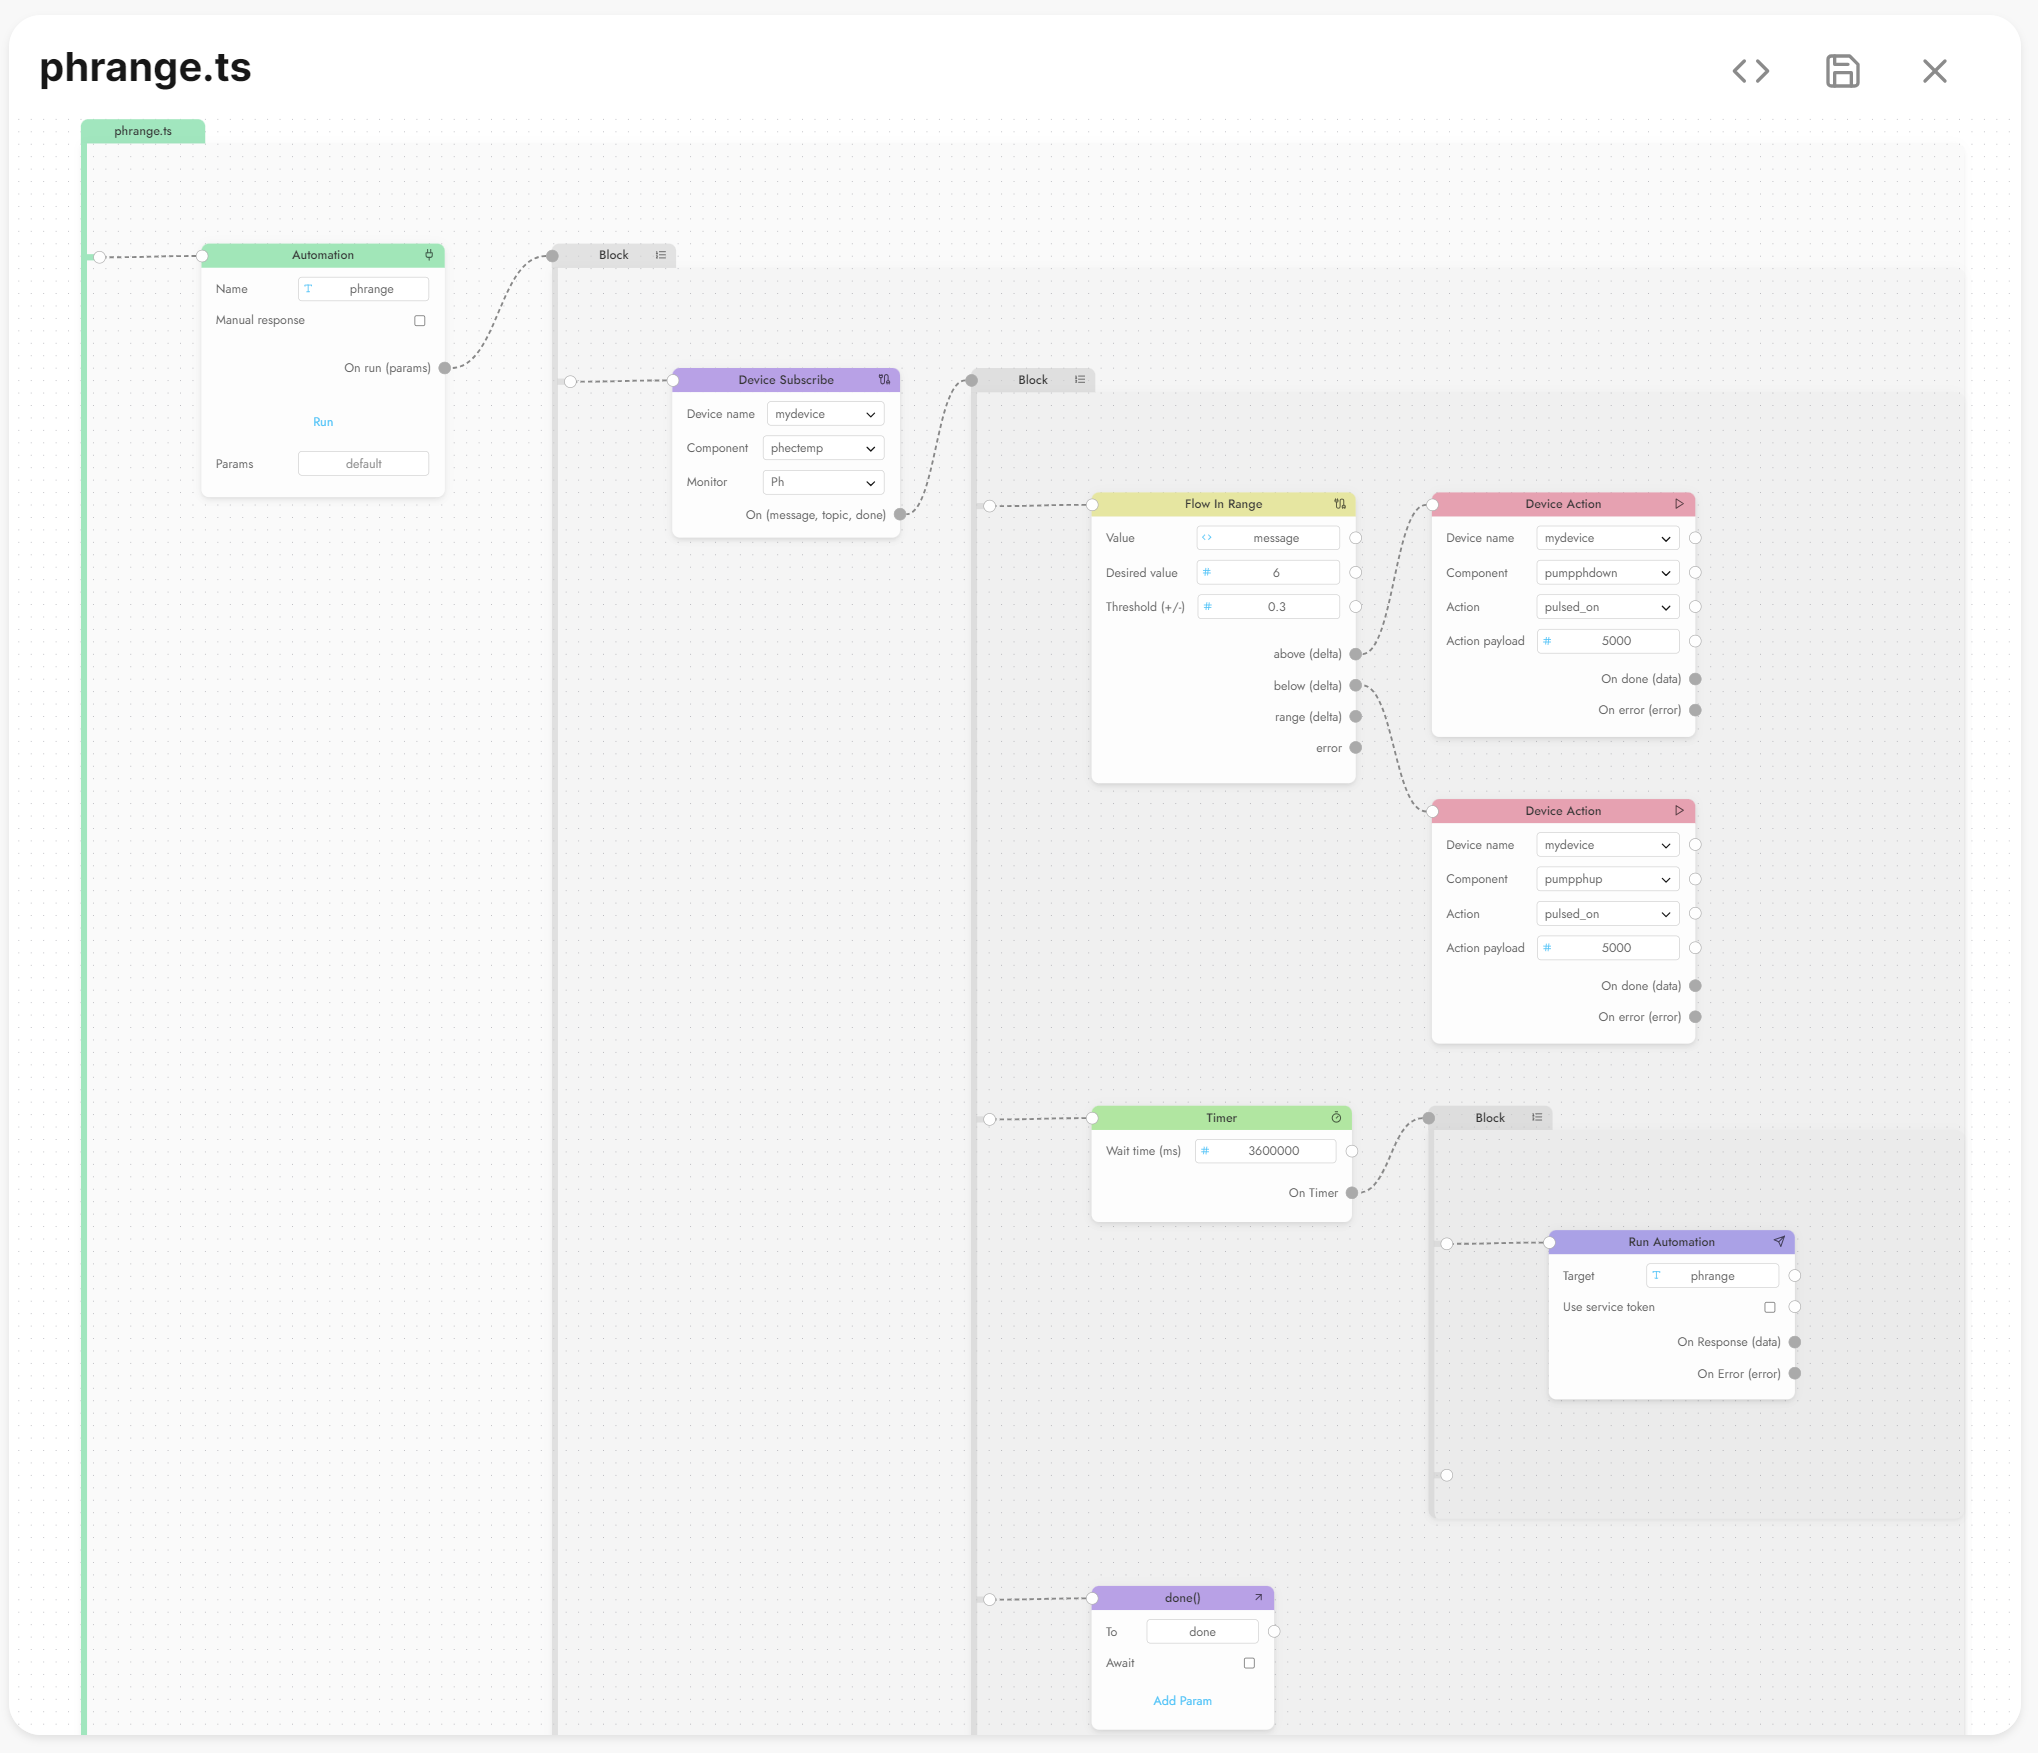 phrange.ts
phrange.ts
Automation
Name
T
phrange
Manual response
On run (params)
Run
Params
default
Block
Device Subscribe
Device name
mydevice
Component
phectemp
Monitor
Ph
On (message, topic, done)
Block
Flow In Range
Value
<>
message
Desired value
#
6
Threshold (+/-)
#
0.3
above (delta)
below (delta)
range (delta)
error
Device Action
Device name
mydevice
Component
pumpphdown
Action
pulsed_on
Action payload
#
5000
On done (data)
On error (error)
Device Action
Device name
mydevice
Component
pumpphup
Action
pulsed_on
Action payload
#
5000
On done (data)
On error (error)
Timer
Wait time (ms)
#
3600000
On Timer
Block
Run Automation
Target
T
phrange
Use service token
On Response (data)
On Error (error)
done()
To
done
Await
Add Param